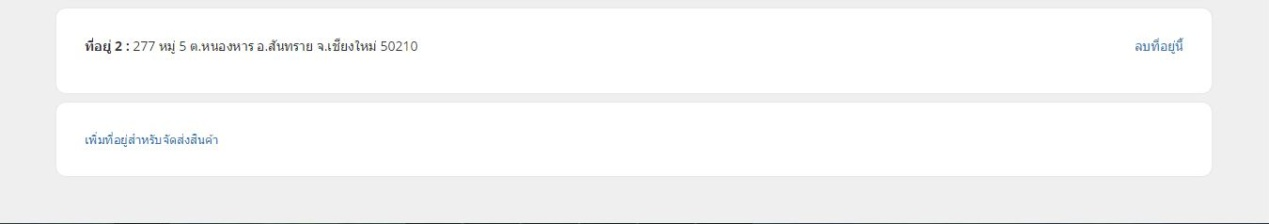 ที่อยู่ 2 : 277 หมู่ 5 ต.หนองหาร อ.สันทราย จ.เชียงใหม่ 50210
ลบที่อยู่นี้
เพิ่มที่อยู่สำหรับจัดส่งสินค้า